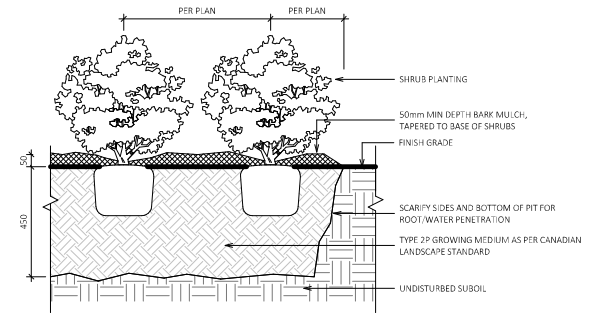 PER PLAN
PER PLAN
SHRUB PLANTING
50mm MIN DEPTH BARK MULCH,
TAPERED TO BASE OF SHRUBS
FINISH GRADE
50
450
SCARIFY SIDES AND BOTTOM OF PIT FOR
ROOT/WATER PENETRATION
TYPE 2P GROWING MEDIUM AS PER CANADIAN
LANDSCAPE STANDARD
UNDISTURBED SUBOIL